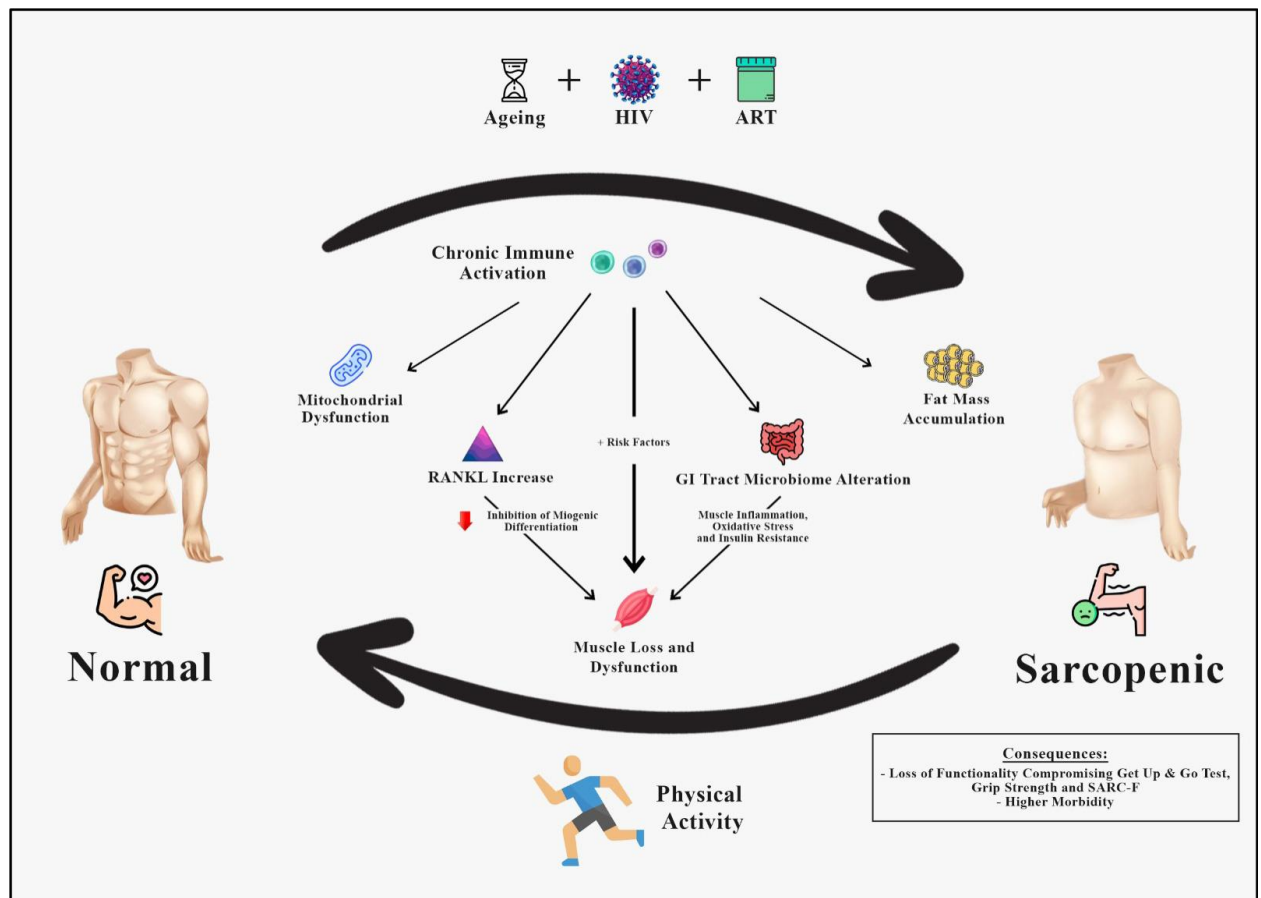 Ageing + HIV + ART
Chronic Immune
Activation
Mitochondrial
Dysfunction
Fat Mass
Accumulation
RANKL Increase
+ Risk Factors
GI Tract Microbiome Alteration
Inhibition of Miogenic
Differentiation
Muscle Inflammation,
Oxidative Stress
and Insulin Resistance
Muscle Loss and
Dysfunction
Normal
Sarcopenic
Physical
Activity
Consequences:
- Loss of Functionality Compromising Get Up & Go Test,
Grip Strength and SARC-F
- Higher Morbidity